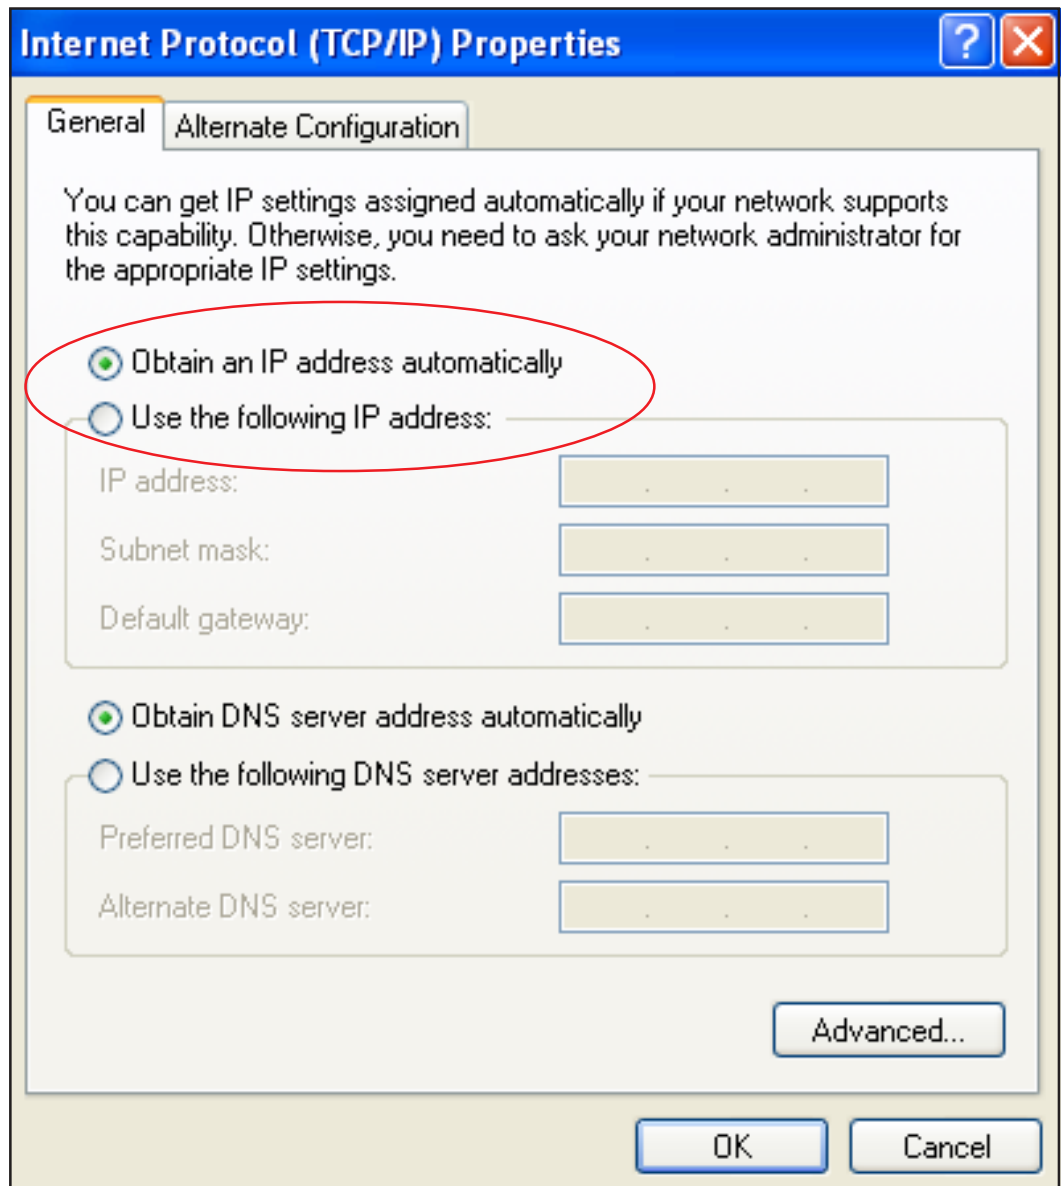 Internet Protocol (TCP/IP) Properties
General
Alternate Configuration
You can get IP settings assigned automatically if your network supports
this capability. Otherwise, you need to ask your network administrator for
the appropriate IP settings.
Obtain an IP address automatically
Use the following IP address:
IP address:
Subnet mask:
Default gateway:
Obtain DNS server address automatically
Use the following DNS server addresses:
Preferred DNS server:
Alternate DNS server:
Advanced...
OK
Cancel